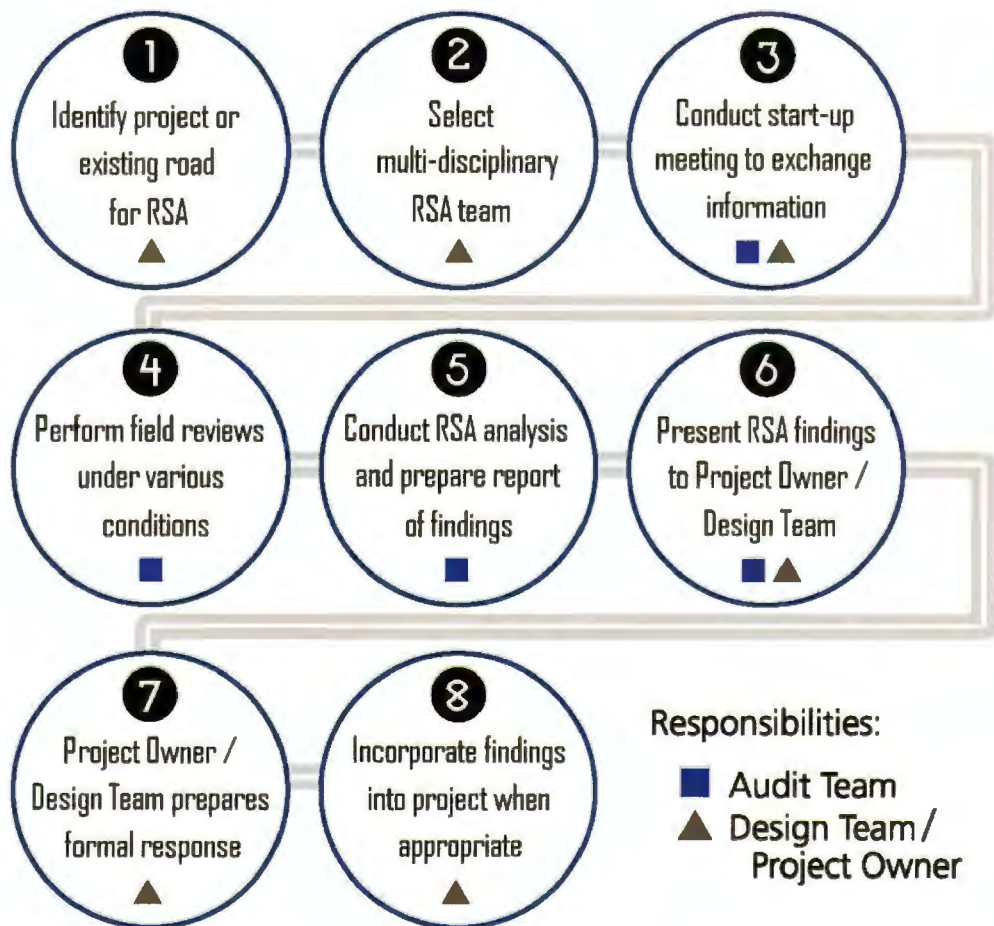 1
Identify project or
existing road
for RSA
2
Select
multi-disciplinary
RSA team
3
Conduct start-up
meeting to exchange
information
4
Perform field reviews
under various
conditions
5
Conduct RSA analysis
and prepare report
of findings
6
Present RSA findings
to Project Owner /
Design Team
7
Project Owner /
Design Team prepares
formal response
8
Incorporate findings
into project when
appropriate
Responsibilities:
Audit Team
Design Team /
Project Owner